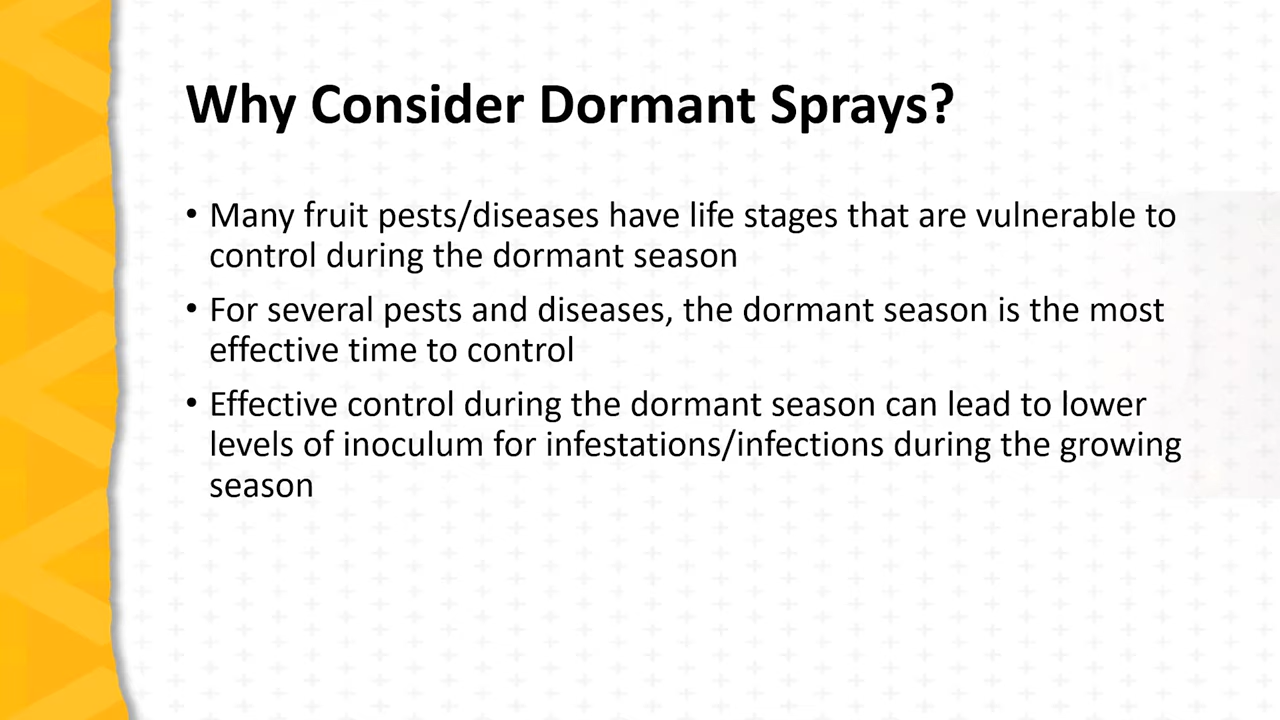 Why Consider Dormant Sprays?
• Many fruit pests/diseases have life stages that are vulnerable to
control during the dormant season
• For several pests and diseases, the dormant season is the most
effective time to control
• Effective control during the dormant season can lead to lower
levels of inoculum for infestations/infections during the growing
season